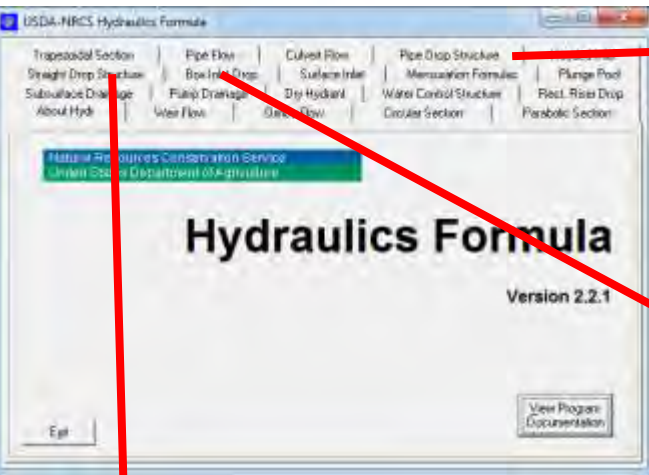 USDA-NRCS Hydraulics Formula
Trapezoidal Section | Pipe Flow | Culvert Flow | Pipe Drop Structure |
Straight Drop Structure | Box Inlet Drop | Surface Inlet | Mensuration Formulas | Plunge Pool
Subsurface Drainage | Pump Drainage | Dry Hydrant | Water Control Structure | Rect. Riser Drop
About Hydr | Weir Flow | Flow | Circular Section | Parabolic Section
Natural Resources Conservation Service
United States Department of Agriculture
Hydraulics Formula
Version 2.2.1
View Program
Documentation
Exit